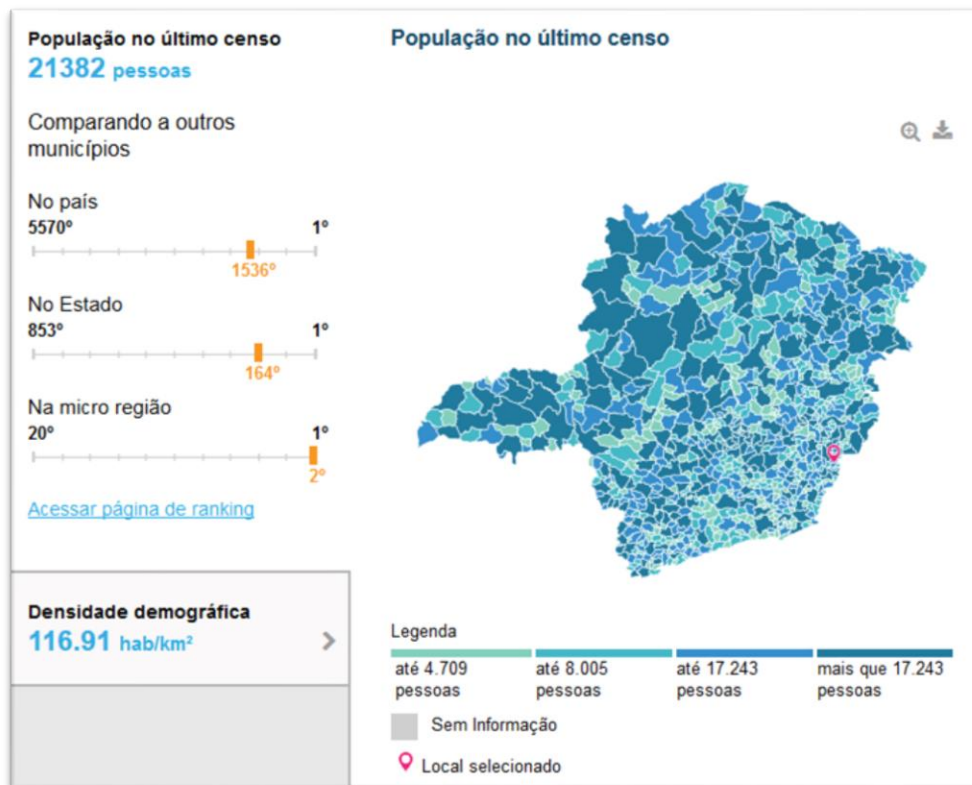 População no último censo
21382 pessoas
Comparando a outros
municípios
No país
5570º 1º
1536º
No Estado
853º 1º
164º
Na micro região
20º 1º
2º
Acessar página de ranking
Densidade demográfica
116.91 hab/km²
População no último censo
Legenda
até 4.709
pessoas
até 8.005
pessoas
até 17.243
pessoas
mais que 17.243
pessoas
Sem Informação
Local selecionado